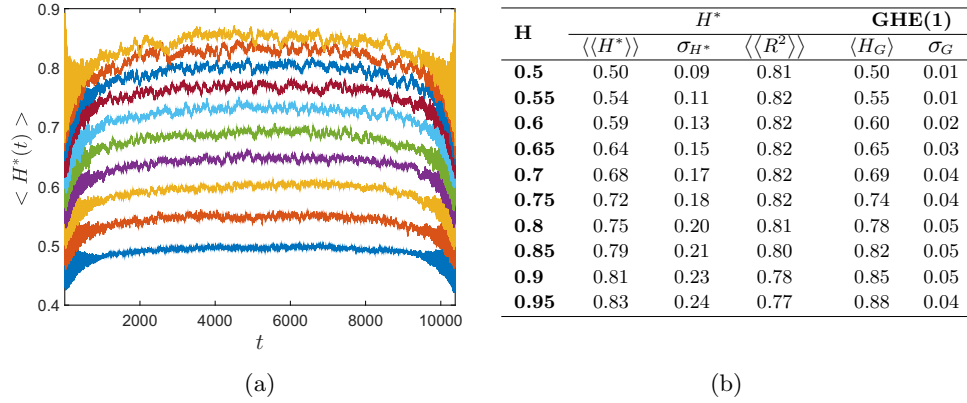 0.9
0.8
0.7
0.6
0.5
0.4
< H*(t) >
2000 4000 6000 8000 10000
t
(a)
H H* GHE(1)
⟨⟨H*⟩⟩ σ_H* ⟨⟨R²⟩⟩ ⟨H_G⟩ σ_G
0.5 0.50 0.09 0.81 0.50 0.01
0.55 0.54 0.11 0.82 0.55 0.01
0.6 0.59 0.13 0.82 0.60 0.02
0.65 0.64 0.15 0.82 0.65 0.03
0.7 0.68 0.17 0.82 0.69 0.04
0.75 0.72 0.18 0.82 0.74 0.04
0.8 0.75 0.20 0.81 0.78 0.05
0.85 0.79 0.21 0.80 0.82 0.05
0.9 0.81 0.23 0.78 0.85 0.05
0.95 0.83 0.24 0.77 0.88 0.04
(b)